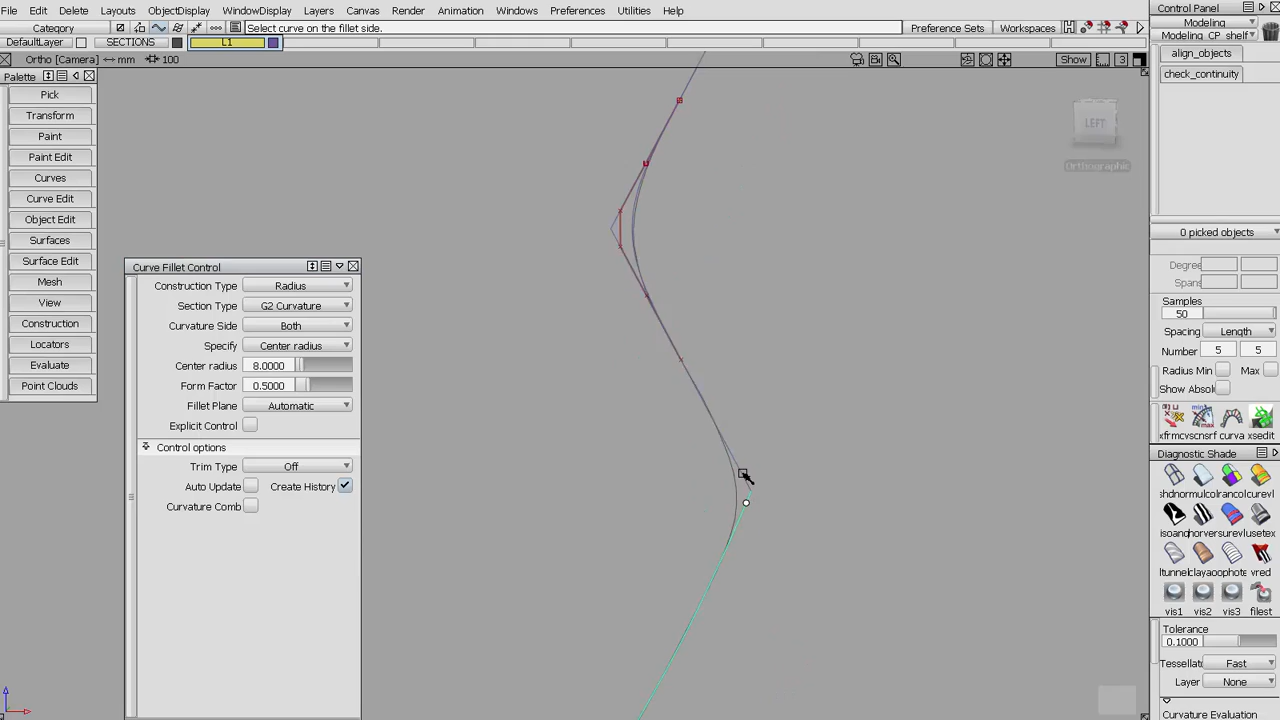 File Edit Delete Layouts ObjectDisplay WindowDisplay Layers Canvas Render Animation Windows Preferences Utilities Help
Category Select curve on the fillet side. Preference Sets Workspaces
DefaultLayer SECTIONS L1
Ortho [Camera] mm 100 Show 3
Palette
Pick
Transform
Paint
Paint Edit
Curves
Curve Edit
Object Edit
Surfaces
Surface Edit
Mesh
View
Construction
Locators
Evaluate
Point Clouds
LEFT
Orthographic
Curve Fillet Control
Construction Type Radius
Section Type G2 Curvature
Curvature Side Both
Specify Center radius
Center radius 8.0000
Form Factor 0.5000
Fillet Plane Automatic
Explicit Control
Control options
Trim Type Off
Auto Update Create History
Curvature Comb
Control Panel
Modeling
Modeling_CP_shelf
align_objects
check_continuity
0 picked objects
Degree
Spans
Samples
50
Spacing Length
Number 5 5
Radius Min Max
Show Absol
xfrmcvscnsrf curva xsedit
Diagnostic Shade
vis1 vis2 vis3 filest
Tolerance
0.1000
Tessellat Fast
Layer None
Curvature Evaluation